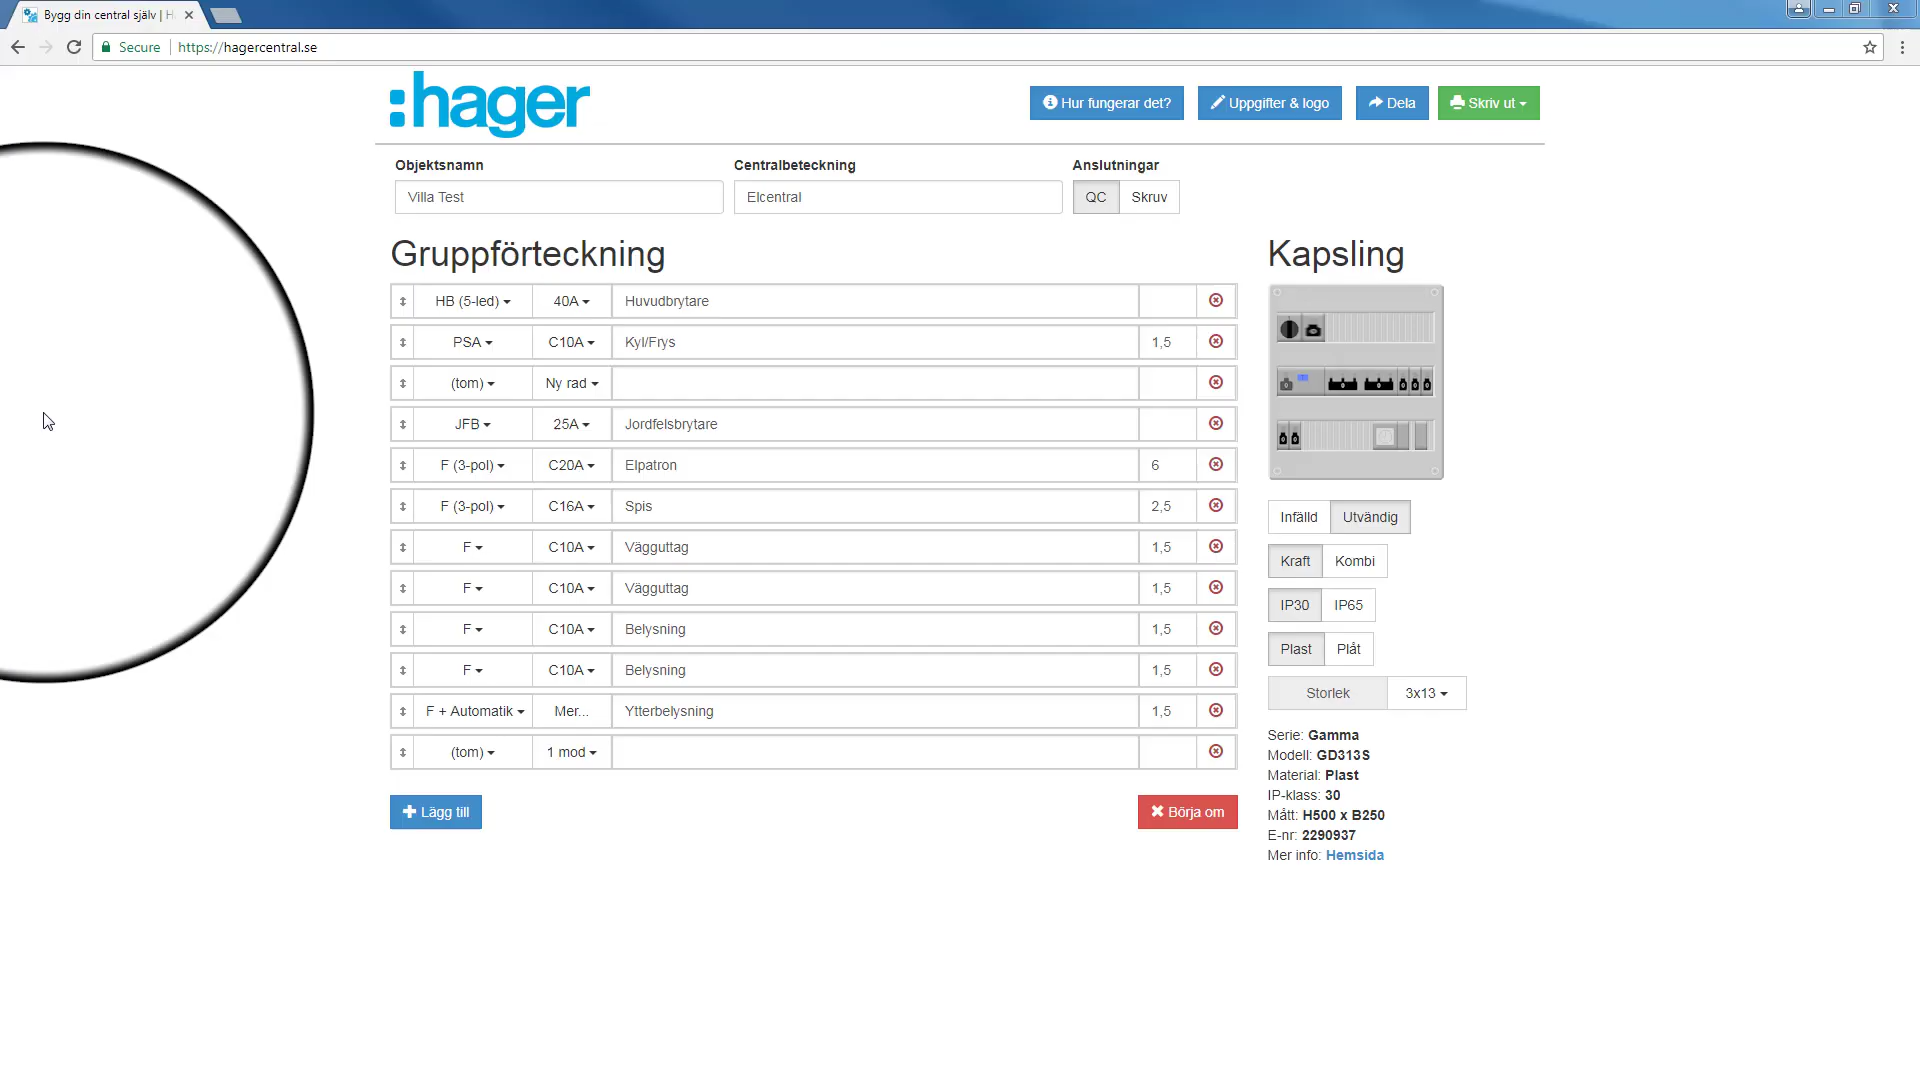 Bygg din central själv | H
Secure
https://hagercentral.se
:hager
Hur fungerar det?
Uppgifter & logo
Dela
Skriv ut
Objektsnamn
Centralbeteckning
Anslutningar
Villa Test
Elcentral
QC
Skruv
Gruppförteckning
Kapsling
HB (5-led) 40A Huvudbrytare
PSA C10A Kyl/Frys 1,5
(tom) Ny rad
JFB 25A Jordfelsbrytare
F (3-pol) C20A Elpatron 6
F (3-pol) C16A Spis 2,5
F C10A Vägguttag 1,5
F C10A Vägguttag 1,5
F C10A Belysning 1,5
F C10A Belysning 1,5
F + Automatik Mer... Ytterbelysning 1,5
(tom) 1 mod
Lägg till
Börja om
Infälld Utvändig
Kraft Kombi
IP30 IP65
Plast Plåt
Storlek 3x13
Serie: Gamma
Modell: GD313S
Material: Plast
IP-klass: 30
Mått: H500 x B250
E-nr: 2290937
Mer info: Hemsida